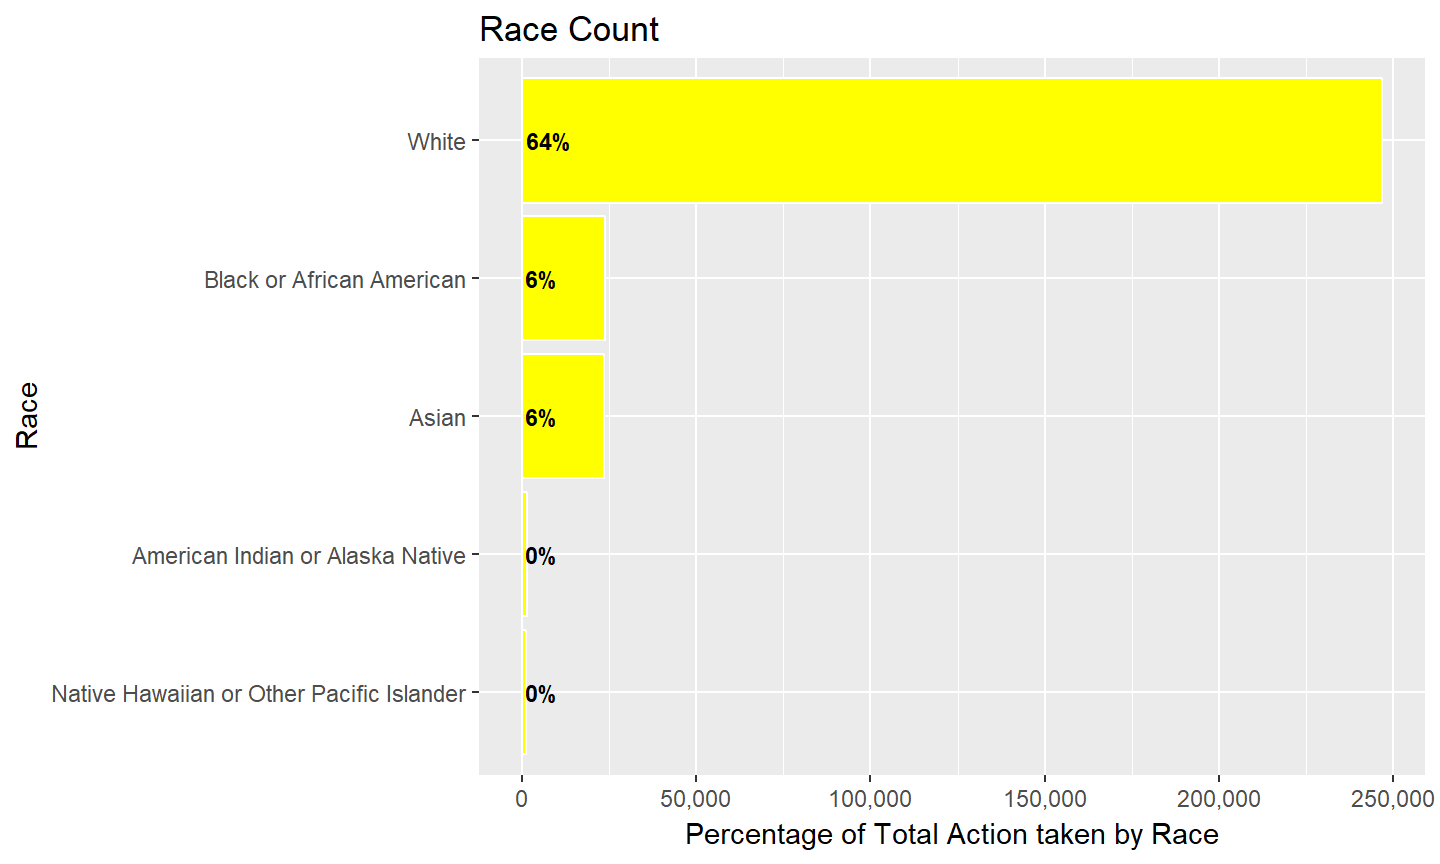 Race Count
White
64%
Black or African American
6%
Asian
6%
American Indian or Alaska Native
0%
Native Hawaiian or Other Pacific Islander
0%
Race
0
50,000
100,000
150,000
200,000
250,000
Percentage of Total Action taken by Race